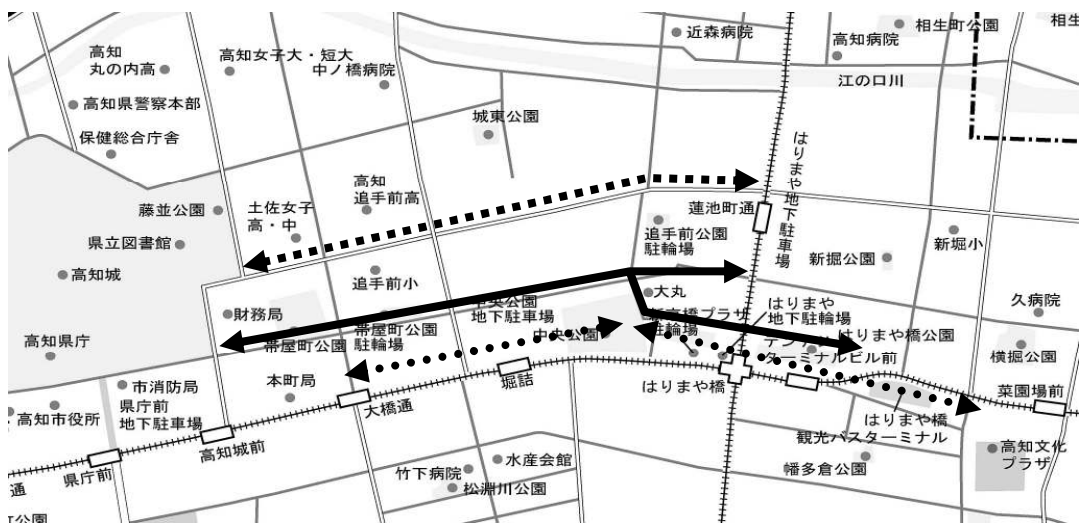 近森病院
相生町公園
相生
高知
丸の内高
高知女子大・短大
中ノ橋病院
高知病院
江の口川
高知県警察本部
城東公園
保健総合庁舎
はりまや地下駐車場
高知
追手前高
土佐女子
高・中
藤並公園
蓮池町通
追手前公園
駐輪場
新堀小
県立図書館
新掘公園
高知城
追手前小
大丸
久病院
財務局
中央公園
地下駐車場
はりまや
地下駐輪場
高知県庁
帯屋町公園
帯屋町公園
駐輪場
中央公園
新京橋プラザ
駐輪場
はりまや橋公園
ターミナルビル前
横掘公園
市消防局
県庁前
地下駐車場
本町局
堀詰
はりまや橋
菜園場前
高知市役所
大橋通
はりまや橋
観光バスターミナル
高知城前
高知文化
プラザ
県庁前
通
竹下病院
水産会館
幡多倉公園
松淵川公園
丁公園